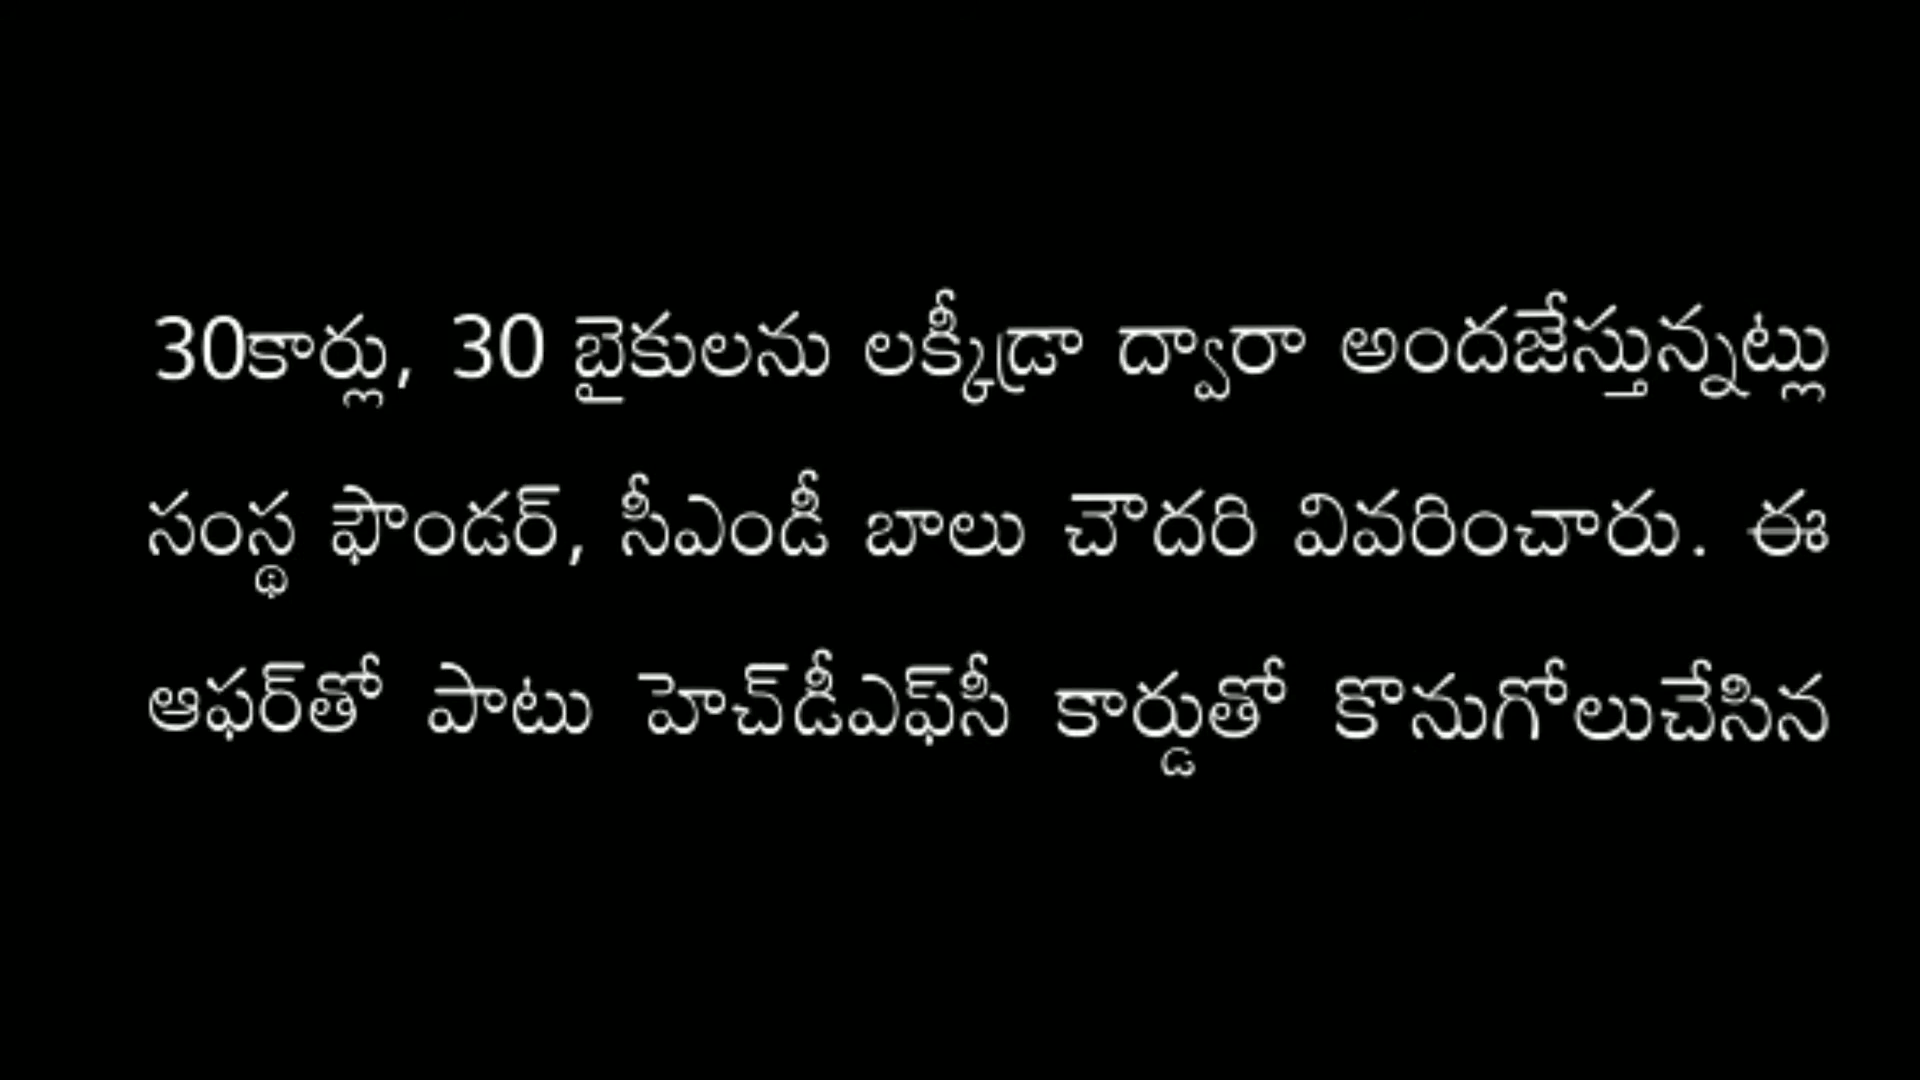 30కార్లు, 30 బైకులను లక్కీడ్రా ద్వారా అందజేస్తున్నట్లు
సంస్థ ఫౌండర్, సీఎండీ బాలు చౌదరి వివరించారు. ఈ
ఆఫర్‌తో పాటు హెచ్‌డీఎఫ్‌సీ కార్డుతో కొనుగోలుచేసిన